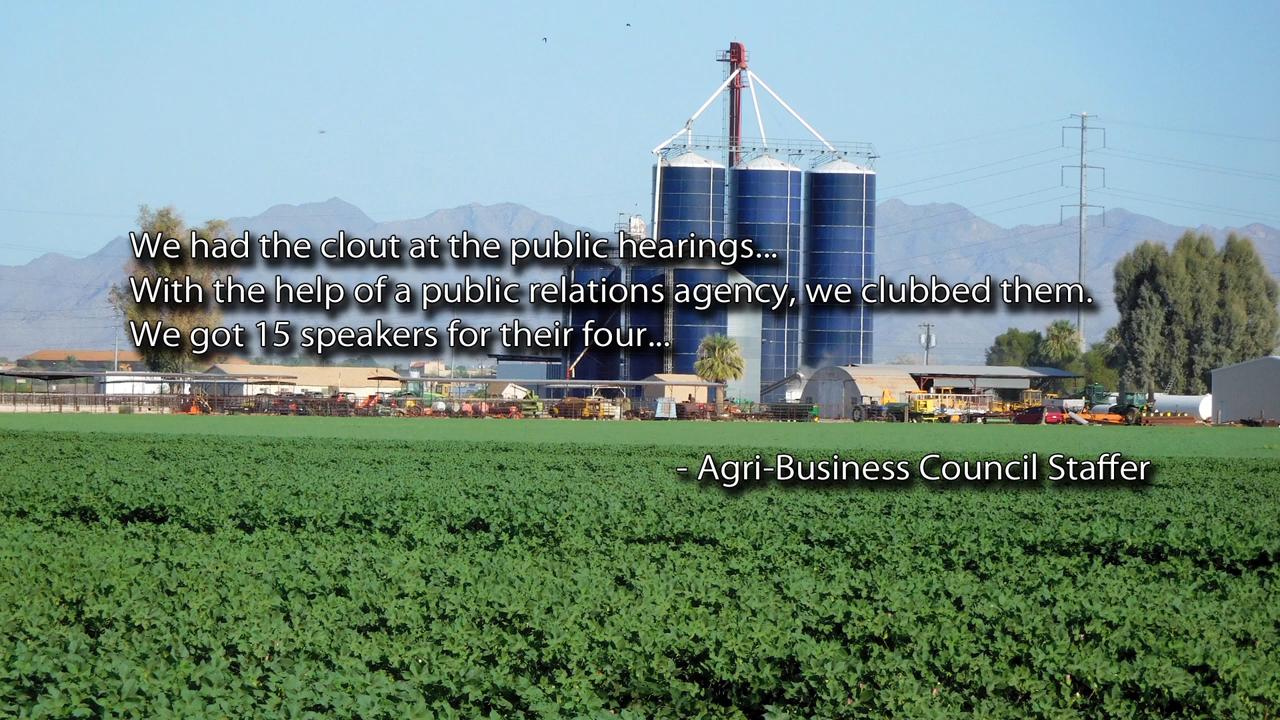 We had the clout at the public hearings...
With the help of a public relations agency, we clubbed them.
We got 15 speakers for their four...
- Agri-Business Council Staffer